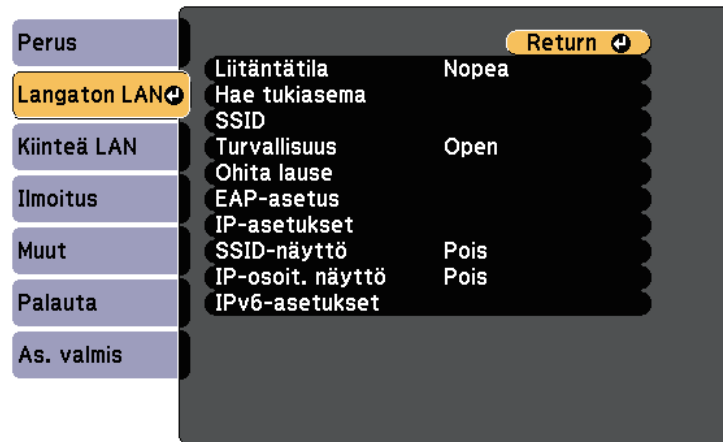 Perus
Langaton LAN
Kiinteä LAN
Ilmoitus
Muut
Palauta
As. valmis
Return
Liitäntätila Nopea
Hae tukiasema
SSID
Turvallisuus Open
Ohita lause
EAP-asetus
IP-asetukset
SSID-näyttö Pois
IP-osoit. näyttö Pois
IPv6-asetukset